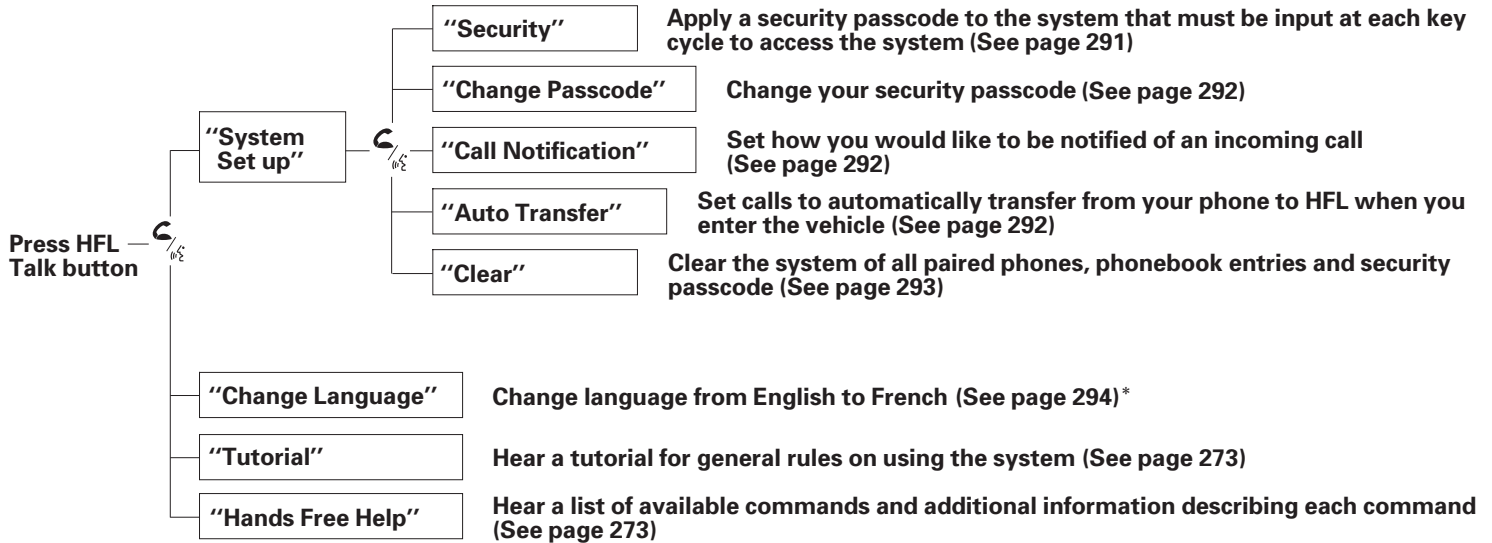 Press HFL
Talk button
"System
Set up"
"Security"
Apply a security passcode to the system that must be input at each key
cycle to access the system (See page 291)
"Change Passcode"
Change your security passcode (See page 292)
"Call Notification"
Set how you would like to be notified of an incoming call
(See page 292)
"Auto Transfer"
Set calls to automatically transfer from your phone to HFL when you
enter the vehicle (See page 292)
"Clear"
Clear the system of all paired phones, phonebook entries and security
passcode (See page 293)
"Change Language"
Change language from English to French (See page 294)*
"Tutorial"
Hear a tutorial for general rules on using the system (See page 273)
"Hands Free Help"
Hear a list of available commands and additional information describing each command
(See page 273)